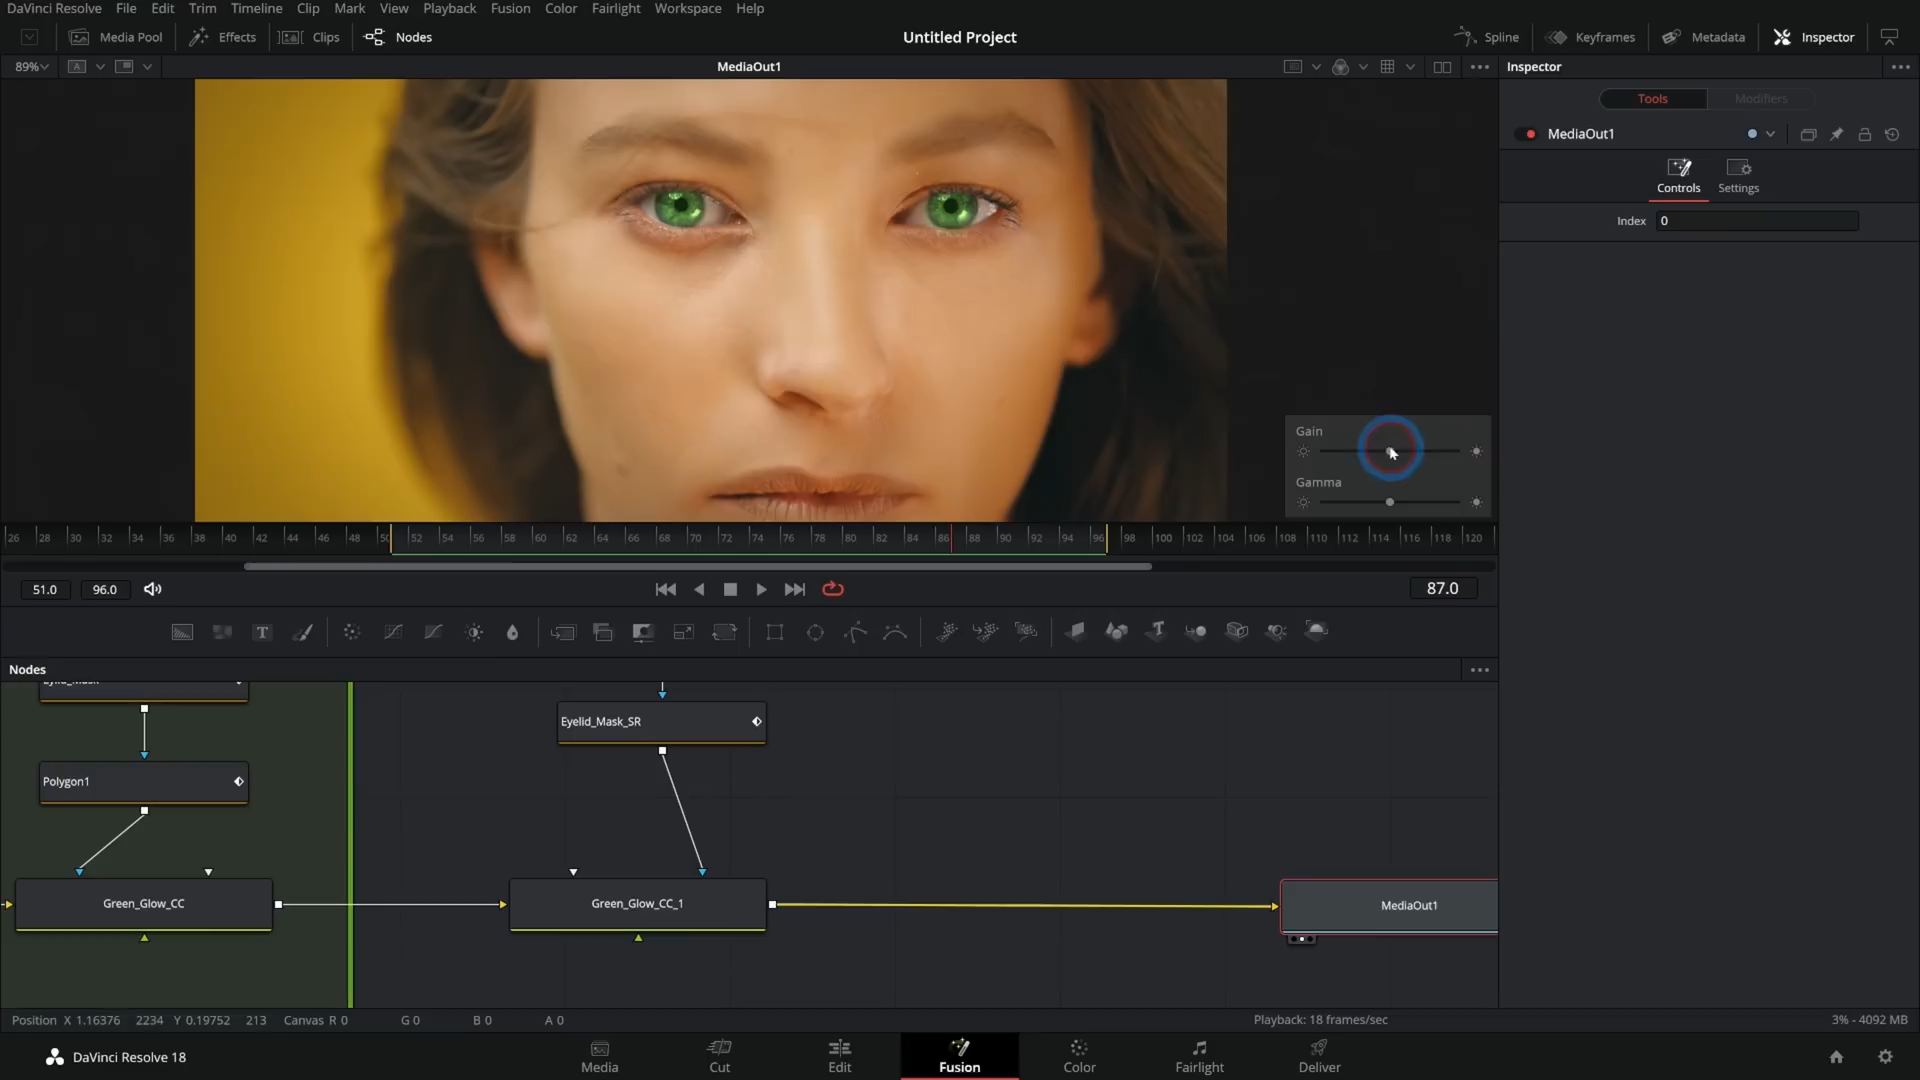 DaVinci Resolve File Edit Trim Timeline Clip Mark View Playback Fusion Color Fairlight Workspace Help
Media Pool Effects Clips Nodes Untitled Project Spline Keyframes Metadata Inspector
89% A MediaOut1 Inspector
Tools Modifiers
MediaOut1
Controls Settings
Index 0
Gain
Gamma
26 28 30 32 34 36 38 40 42 44 46 48 50 52 54 56 58 60 62 64 66 68 70 72 74 76 78 80 82 84 86 88 90 92 94 96 98 100 102 104 106 108 110 112 114 116 118 120
51.0 96.0 87.0
T
Nodes
Eyelid_Mask_SR
Polygon1
Green_Glow_CC Green_Glow_CC_1 MediaOut1
Position X 1.16376 2234 Y 0.19752 213 Canvas R 0 G 0 B 0 A 0 Playback: 18 frames/sec 3% - 4092 MB
DaVinci Resolve 18 Media Cut Edit Fusion Color Fairlight Deliver